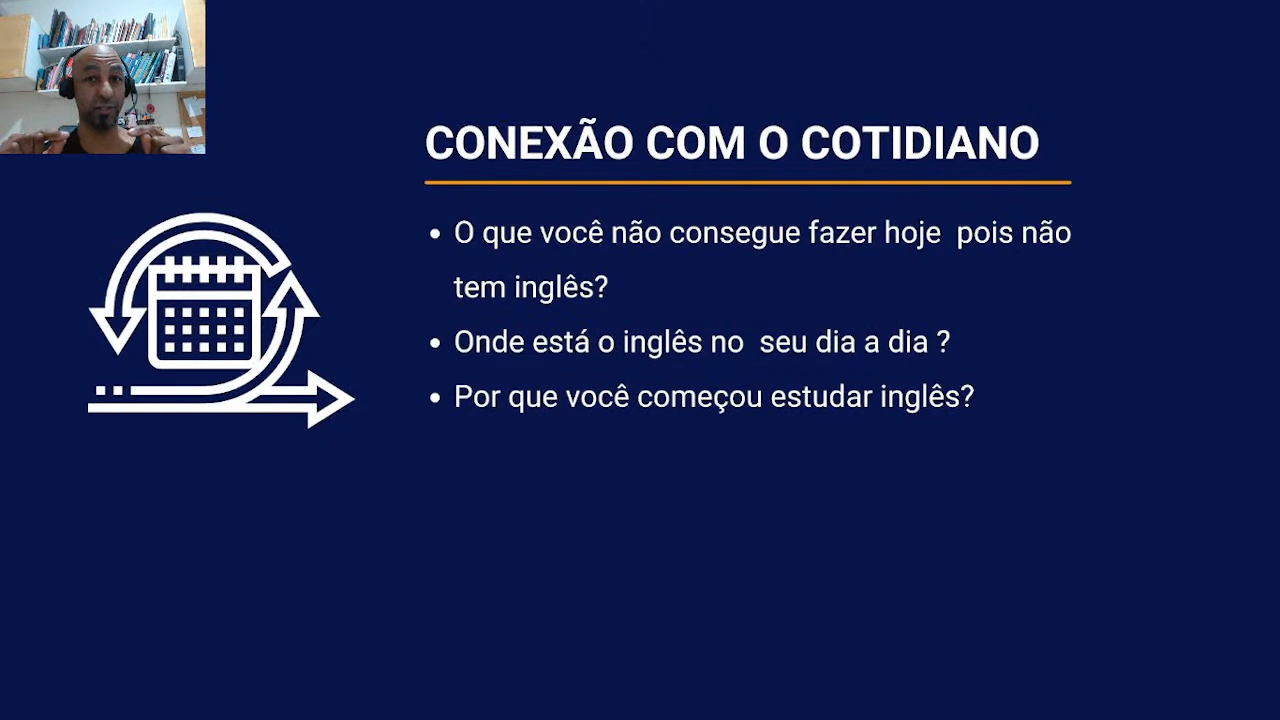 CONEXÃO COM O COTIDIANO
• O que você não consegue fazer hoje  pois não
tem inglês?
• Onde está o inglês no  seu dia a dia ?
• Por que você começou estudar inglês?